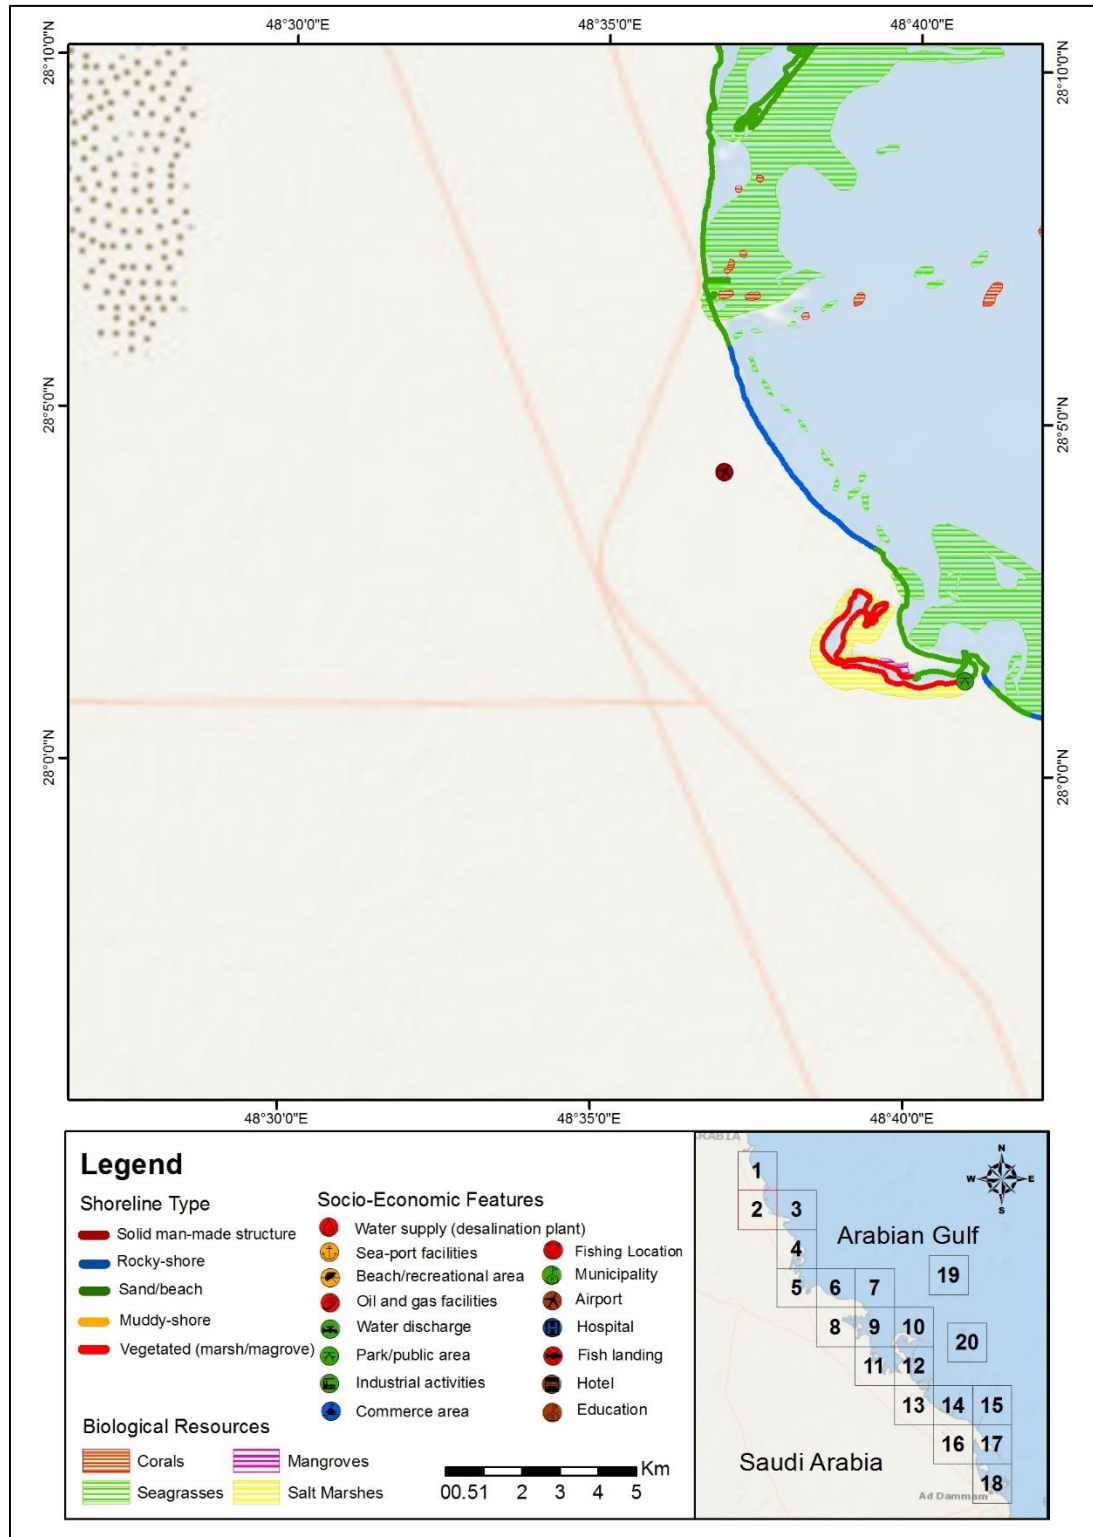 48°30'0"E 48°35'0"E 48°40'0"E
28°10'0"N 28°10'0"N
28°5'0"N 28°5'0"N
28°0'0"N 28°0'0"N
48°30'0"E 48°35'0"E 48°40'0"E
Legend
Shoreline Type
Solid man-made structure
Rocky-shore
Sand/beach
Muddy-shore
Vegetated (marsh/magrove)
Socio-Economic Features
Water supply (desalination plant)
Sea-port facilities
Beach/recreational area
Oil and gas facilities
Water discharge
Park/public area
Industrial activities
Commerce area
Fishing Location
Municipality
Airport
Hospital
Fish landing
Hotel
Education
Biological Resources
Corals
Seagrasses
Mangroves
Salt Marshes
Km
00.51 2 3 4 5
RABIA
N
W E
S
1
2 3
4
5 6 7
8 9 10
11 12
13 14 15
16 17
18
19
20
Arabian Gulf
Saudi Arabia
Ad Dammam